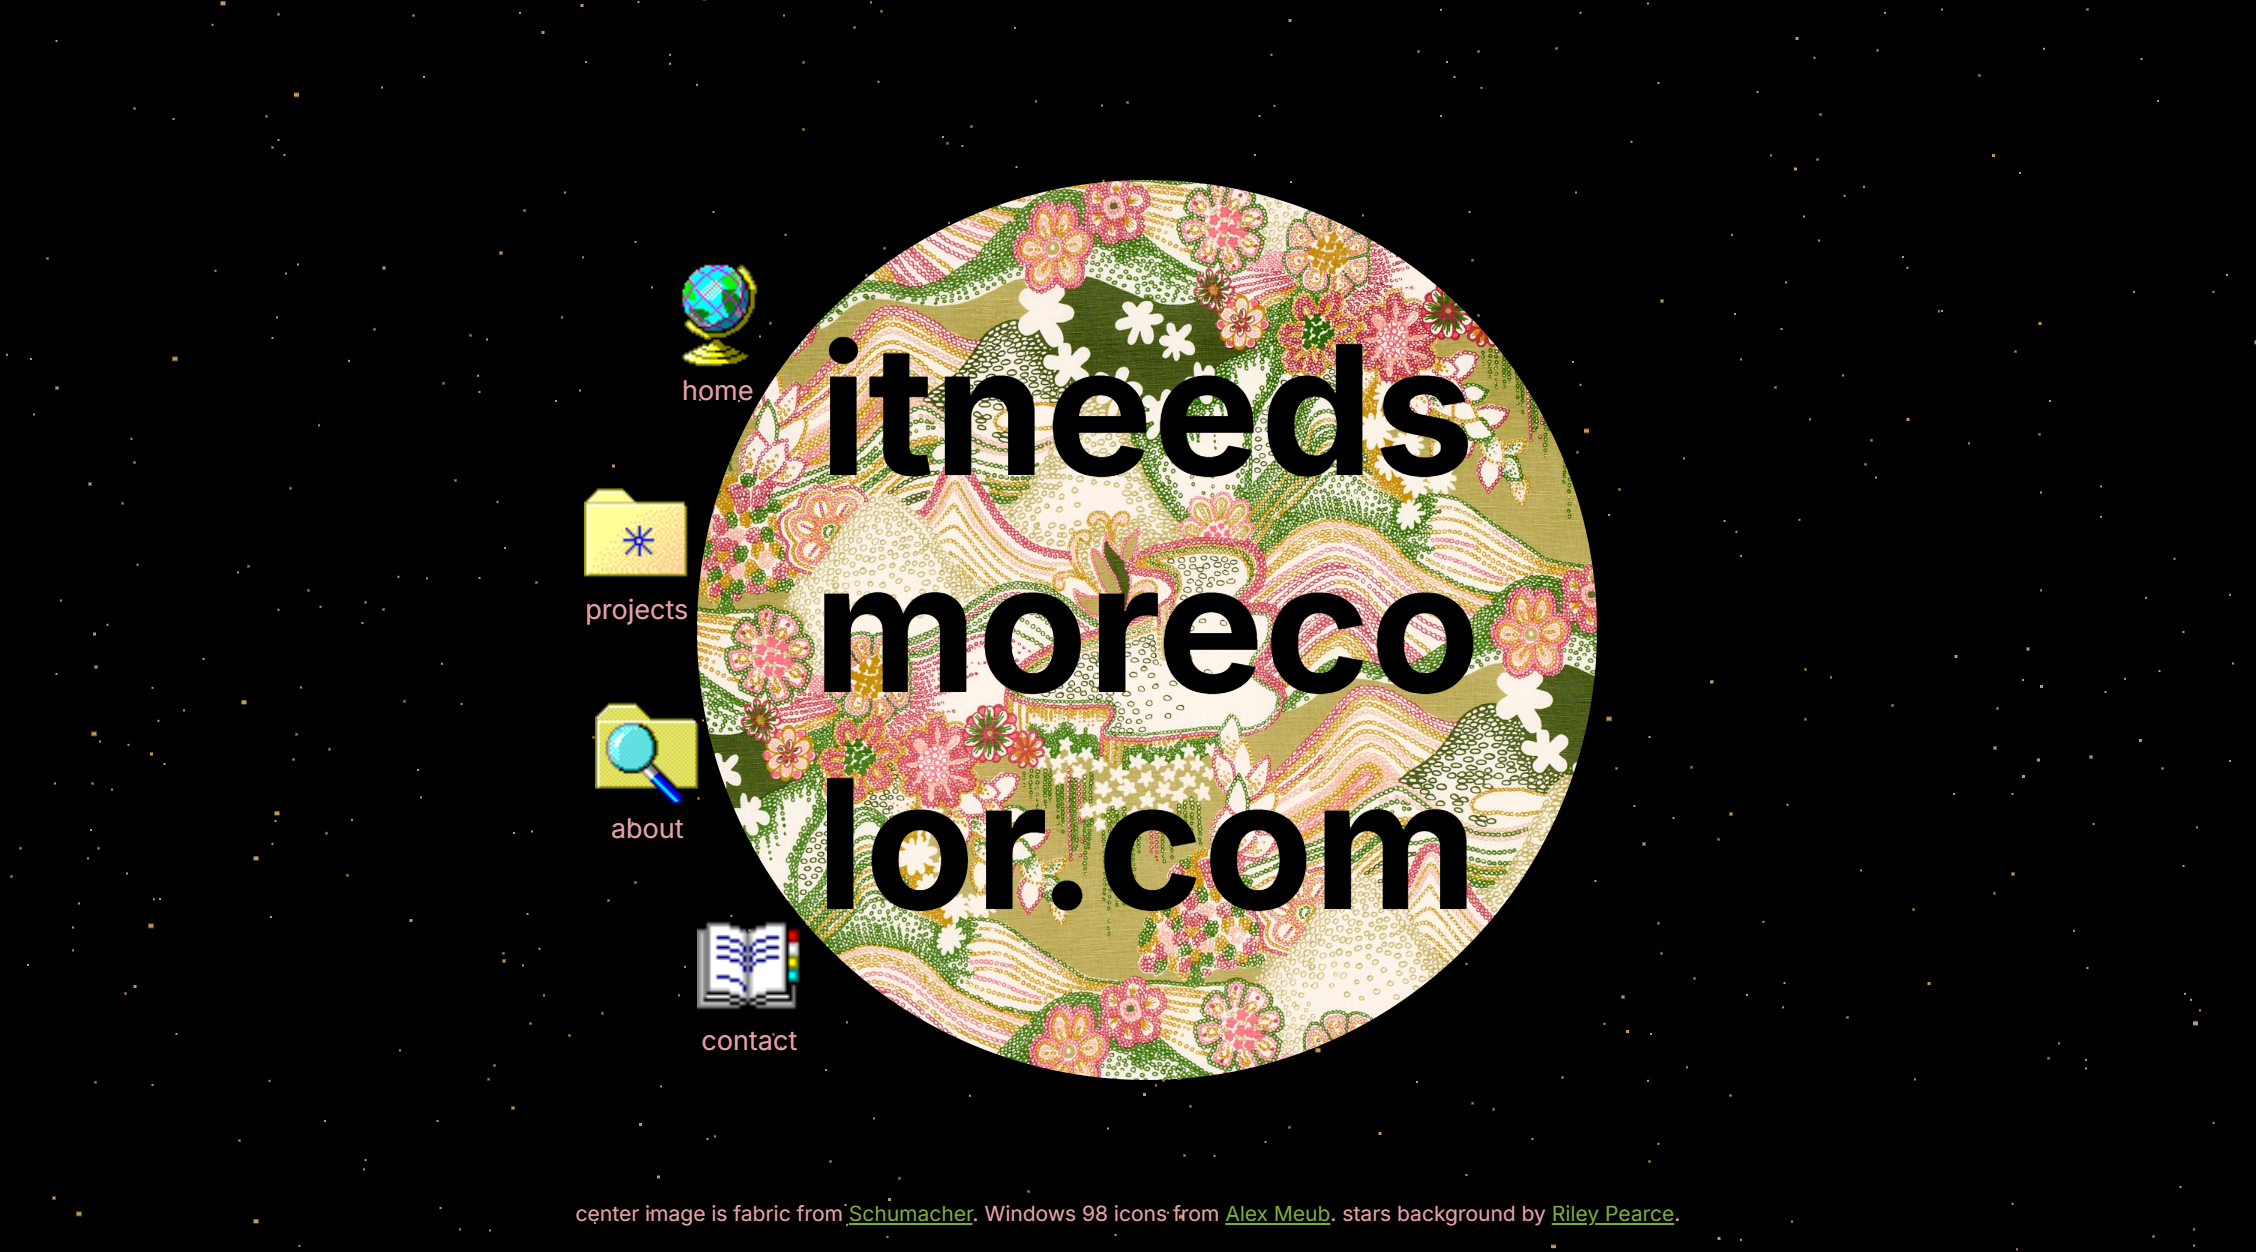 home
itneeds
projects
moreco
about
lor.com
contact
center image is fabric from Schumacher. Windows 98 icons from Alex Meub. stars background by Riley Pearce.